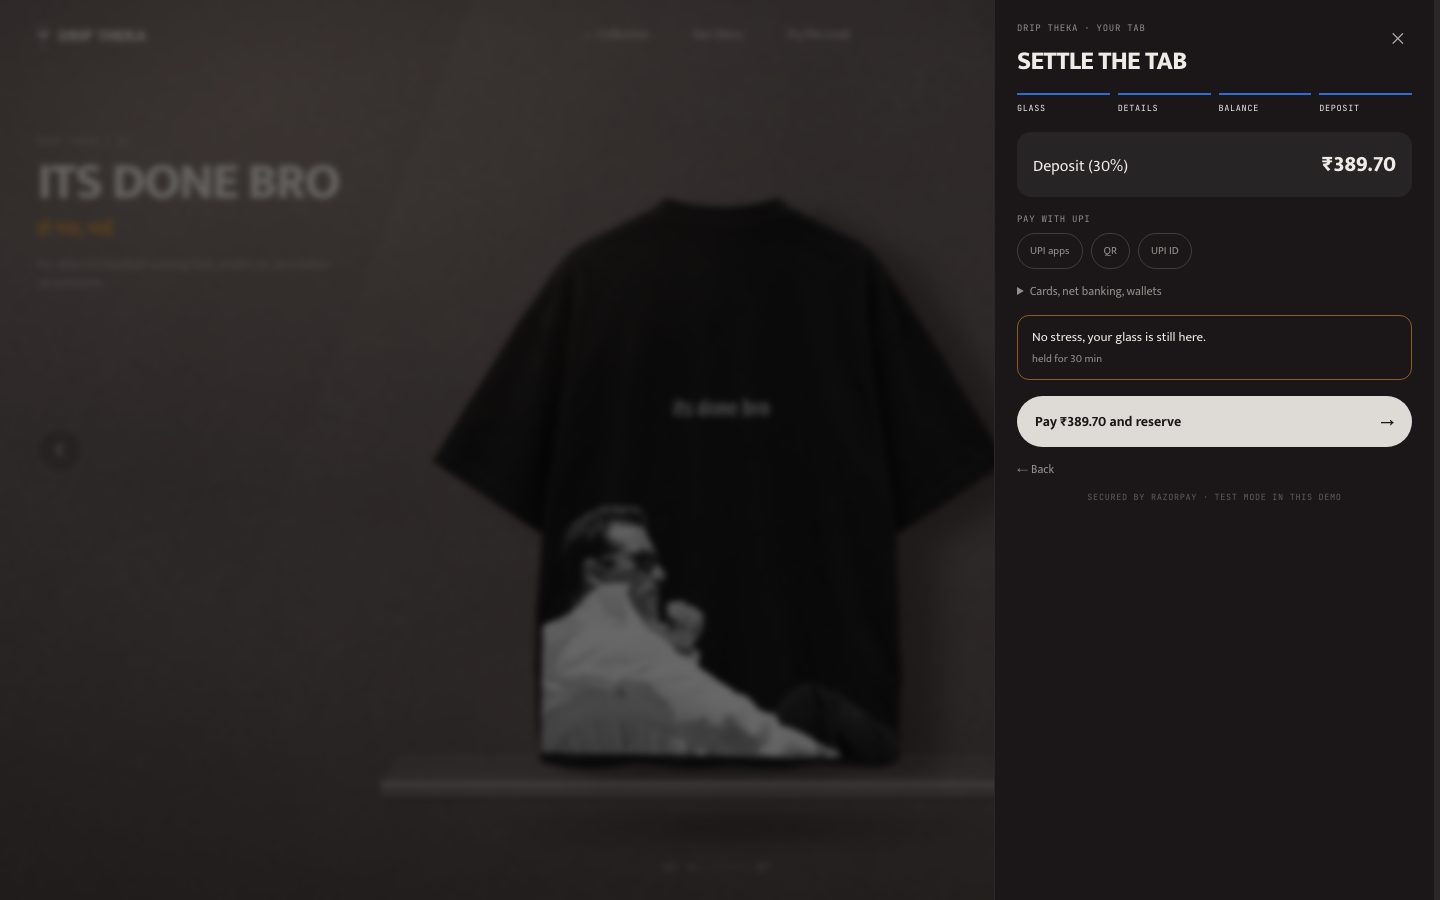 DRIP THEKA
Collection
DRIP THEKA · YOUR TAB
SETTLE THE TAB
GLASS
DETAILS
BALANCE
DEPOSIT
Deposit (30%)
₹389.70
PAY WITH UPI
UPI apps
QR
UPI ID
▶ Cards, net banking, wallets
No stress, your glass is still here.
held for 30 min
Pay ₹389.70 and reserve →
← Back
SECURED BY RAZORPAY · TEST MODE IN THIS DEMO
ITS DONE BRO
its done bro